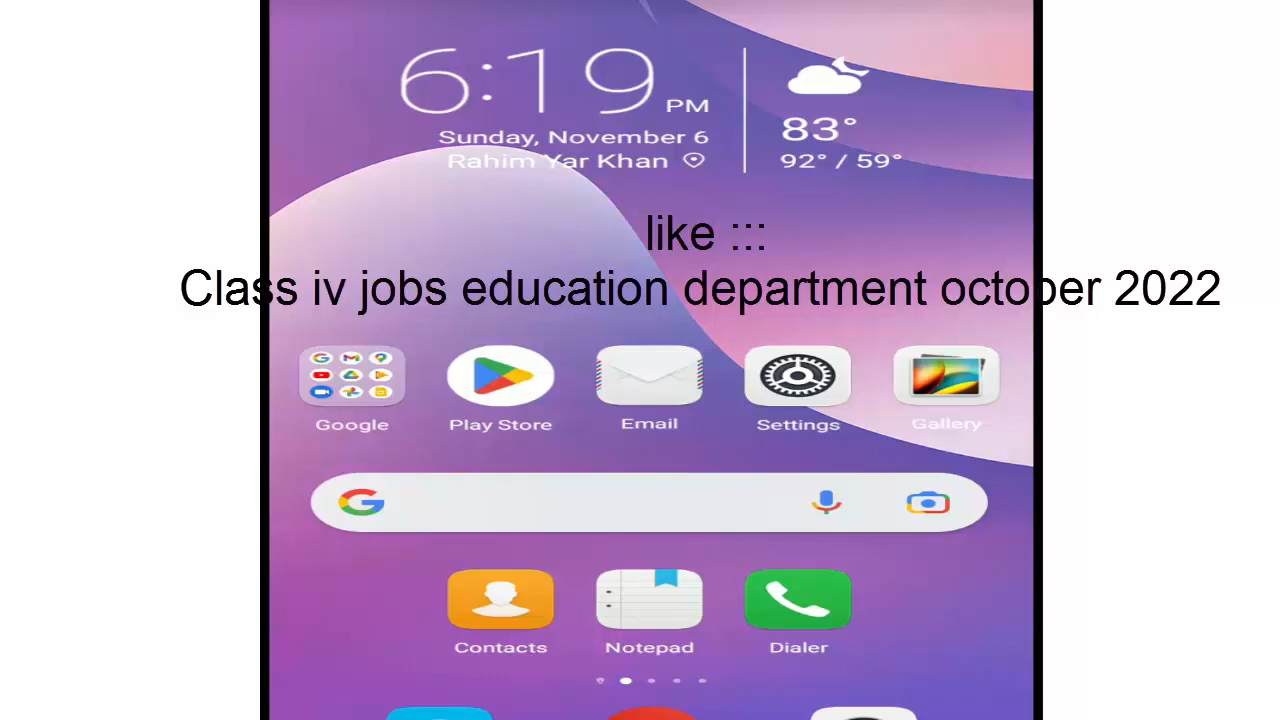 6:19 PM
Sunday, November 6
Rahim Yar Khan
83°
92° / 59°
like :::
Class iv jobs education department october 2022
Google
Play Store
Email
Settings
Gallery
Contacts
Notepad
Dialer